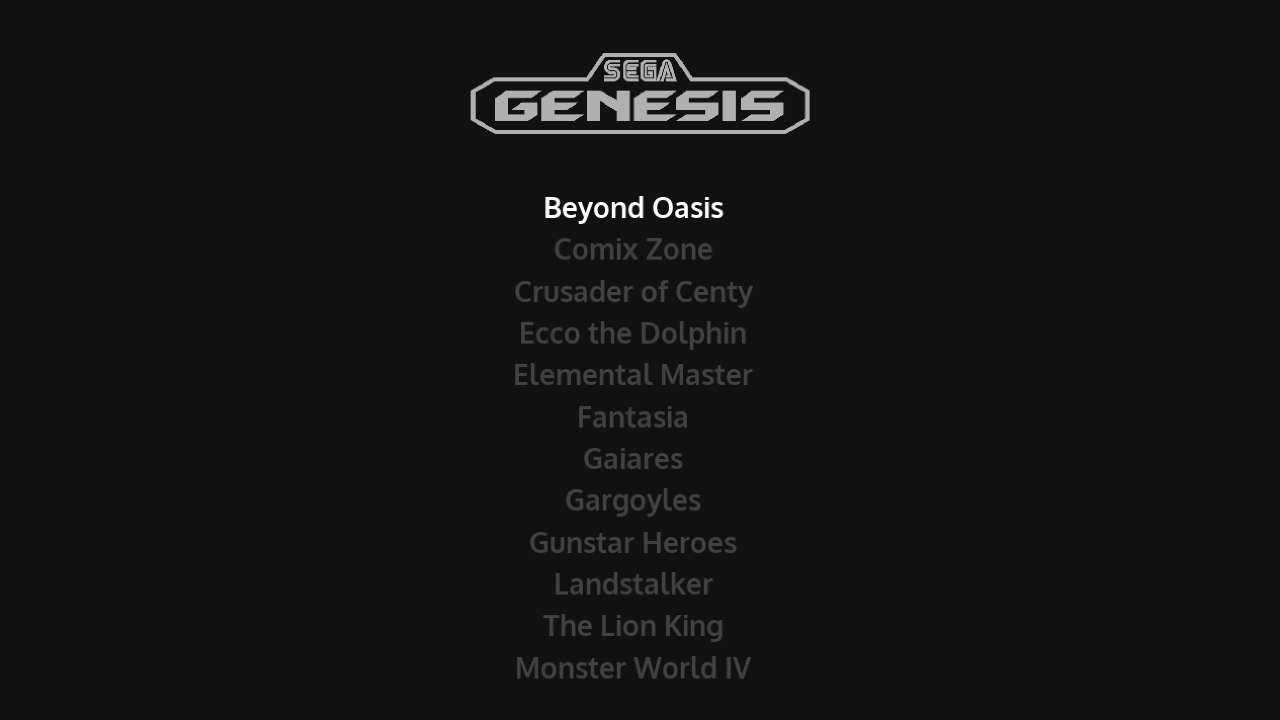 SEGA
GENESIS
Beyond Oasis
Comix Zone
Crusader of Centy
Ecco the Dolphin
Elemental Master
Fantasia
Gaiares
Gargoyles
Gunstar Heroes
Landstalker
The Lion King
Monster World IV